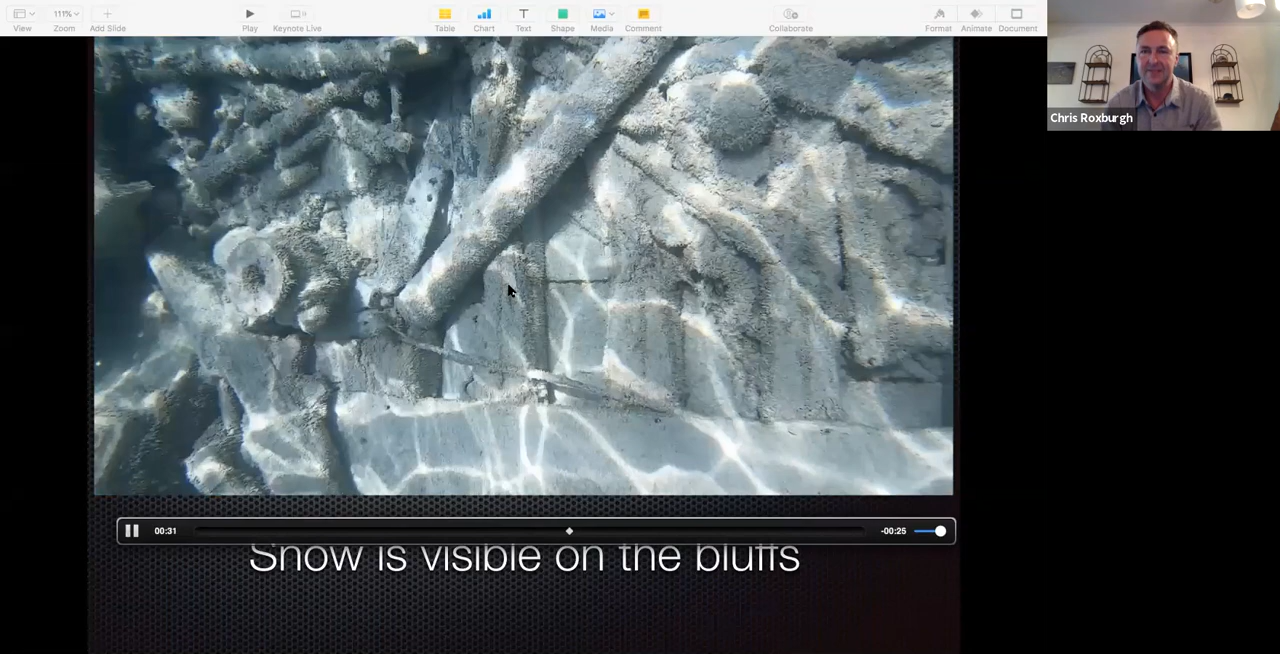 111%
View
Zoom
Add Slide
Play
Keynote Live
Table
Chart
Text
Shape
Media
Comment
Collaborate
Format
Animate
Document
Chris Roxburgh
00:31
-00:25
Snow is visible on the bluffs